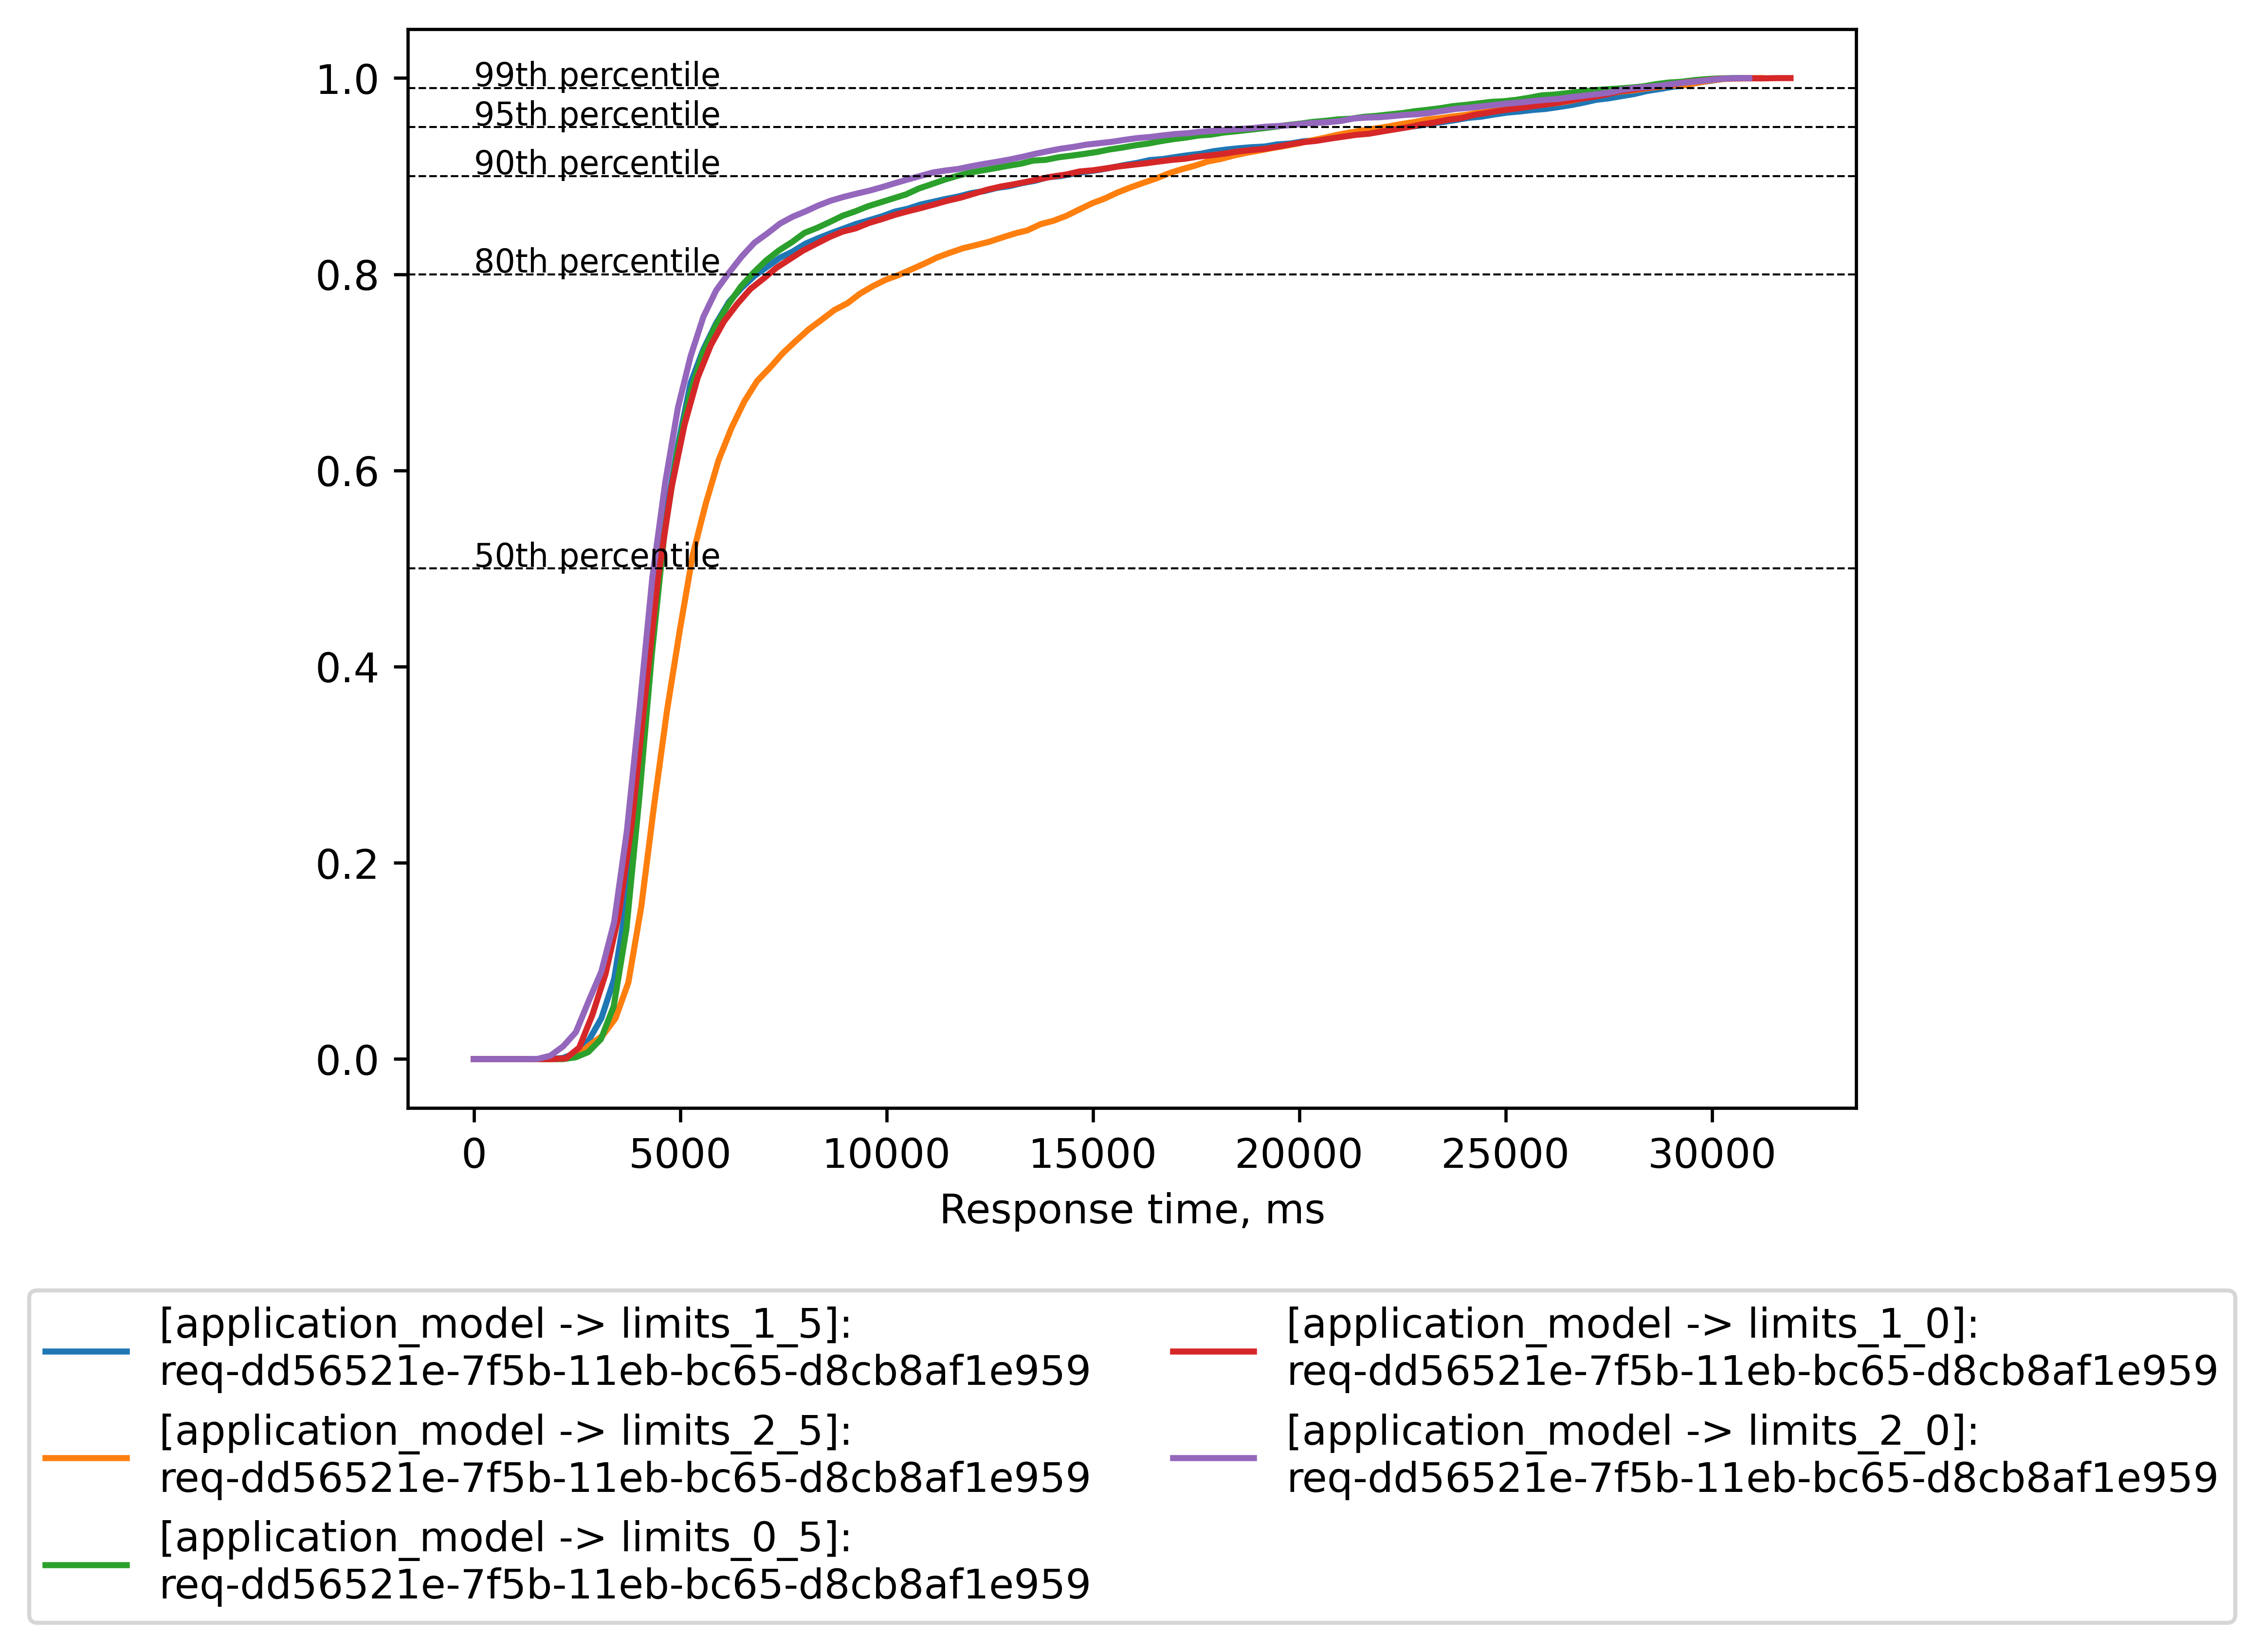 1.0
0.8
0.6
0.4
0.2
0.0
99th percentile
95th percentile
90th percentile
80th percentile
50th percentile
0 5000 10000 15000 20000 25000 30000
Response time, ms
[application_model -> limits_1_5]:
req-dd56521e-7f5b-11eb-bc65-d8cb8af1e959
[application_model -> limits_2_5]:
req-dd56521e-7f5b-11eb-bc65-d8cb8af1e959
[application_model -> limits_0_5]:
req-dd56521e-7f5b-11eb-bc65-d8cb8af1e959
[application_model -> limits_1_0]:
req-dd56521e-7f5b-11eb-bc65-d8cb8af1e959
[application_model -> limits_2_0]:
req-dd56521e-7f5b-11eb-bc65-d8cb8af1e959